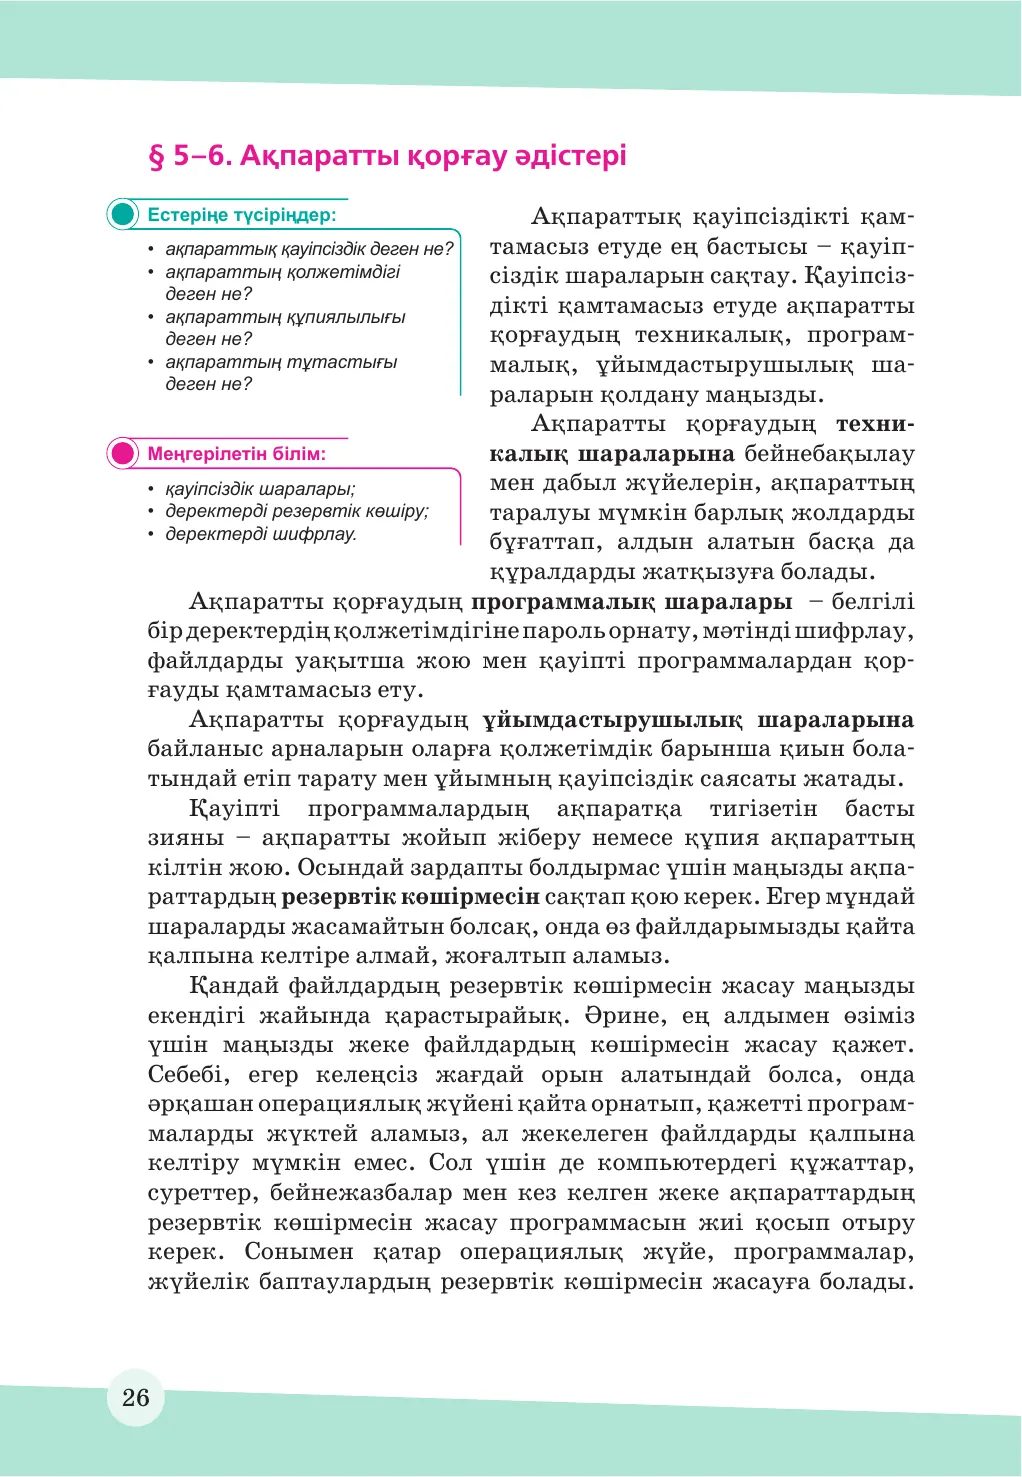 § 5–6. Ақпаратты қорғау әдістері
Естеріңе түсіріңдер:
• ақпараттық қауіпсіздік деген не?
• ақпараттың қолжетімдігі
деген не?
• ақпараттың құпиялылығы
деген не?
• ақпараттың тұтастығы
деген не?
Меңгерілетін білім:
• қауіпсіздік шаралары;
• деректерді резервтік көшіру;
• деректерді шифрлау.
Ақпараттық қауіпсіздікті қам-
тамасыз етуде ең бастысы – қауіп-
сіздік шараларын сақтау. Қауіпсіз-
дікті қамтамасыз етуде ақпаратты
қорғаудың техникалық, програм-
малық, ұйымдастырушылық ша-
раларын қолдану маңызды.
Ақпаратты қорғаудың техни-
калық шараларына бейнебақылау
мен дабыл жүйелерін, ақпараттың
таралуы мүмкін барлық жолдарды
бұғаттап, алдын алатын басқа да
құралдарды жатқызуға болады.
Ақпаратты қорғаудың программалық шаралары – белгілі
бір деректердің қолжетімдігіне пароль орнату, мәтінді шифрлау,
файлдарды уақытша жою мен қауіпті программалардан қор-
ғауды қамтамасыз ету.
Ақпаратты қорғаудың ұйымдастырушылық шараларына
байланыс арналарын оларға қолжетімдік барынша қиын бола-
тындай етіп тарату мен ұйымның қауіпсіздік саясаты жатады.
Қауіпті программалардың ақпаратқа тигізетін басты
зияны – ақпаратты жойып жіберу немесе құпия ақпараттың
кілтін жою. Осындай зардапты болдырмас үшін маңызды ақпа-
раттардың резервтік көшірмесін сақтап қою керек. Егер мұндай
шараларды жасамайтын болсақ, онда өз файлдарымызды қайта
қалпына келтіре алмай, жоғалтып аламыз.
Қандай файлдардың резервтік көшірмесін жасау маңызды
екендігі жайында қарастырайық. Әрине, ең алдымен өзіміз
үшін маңызды жеке файлдардың көшірмесін жасау қажет.
Себебі, егер келеңсіз жағдай орын алатындай болса, онда
әрқашан операциялық жүйені қайта орнатып, қажетті програм-
маларды жүктей аламыз, ал жекелеген файлдарды қалпына
келтіру мүмкін емес. Сол үшін де компьютердегі құжаттар,
суреттер, бейнежазбалар мен кез келген жеке ақпараттардың
резервтік көшірмесін жасау программасын жиі қосып отыру
керек. Сонымен қатар операциялық жүйе, программалар,
жүйелік баптаулардың резервтік көшірмесін жасауға болады.
26